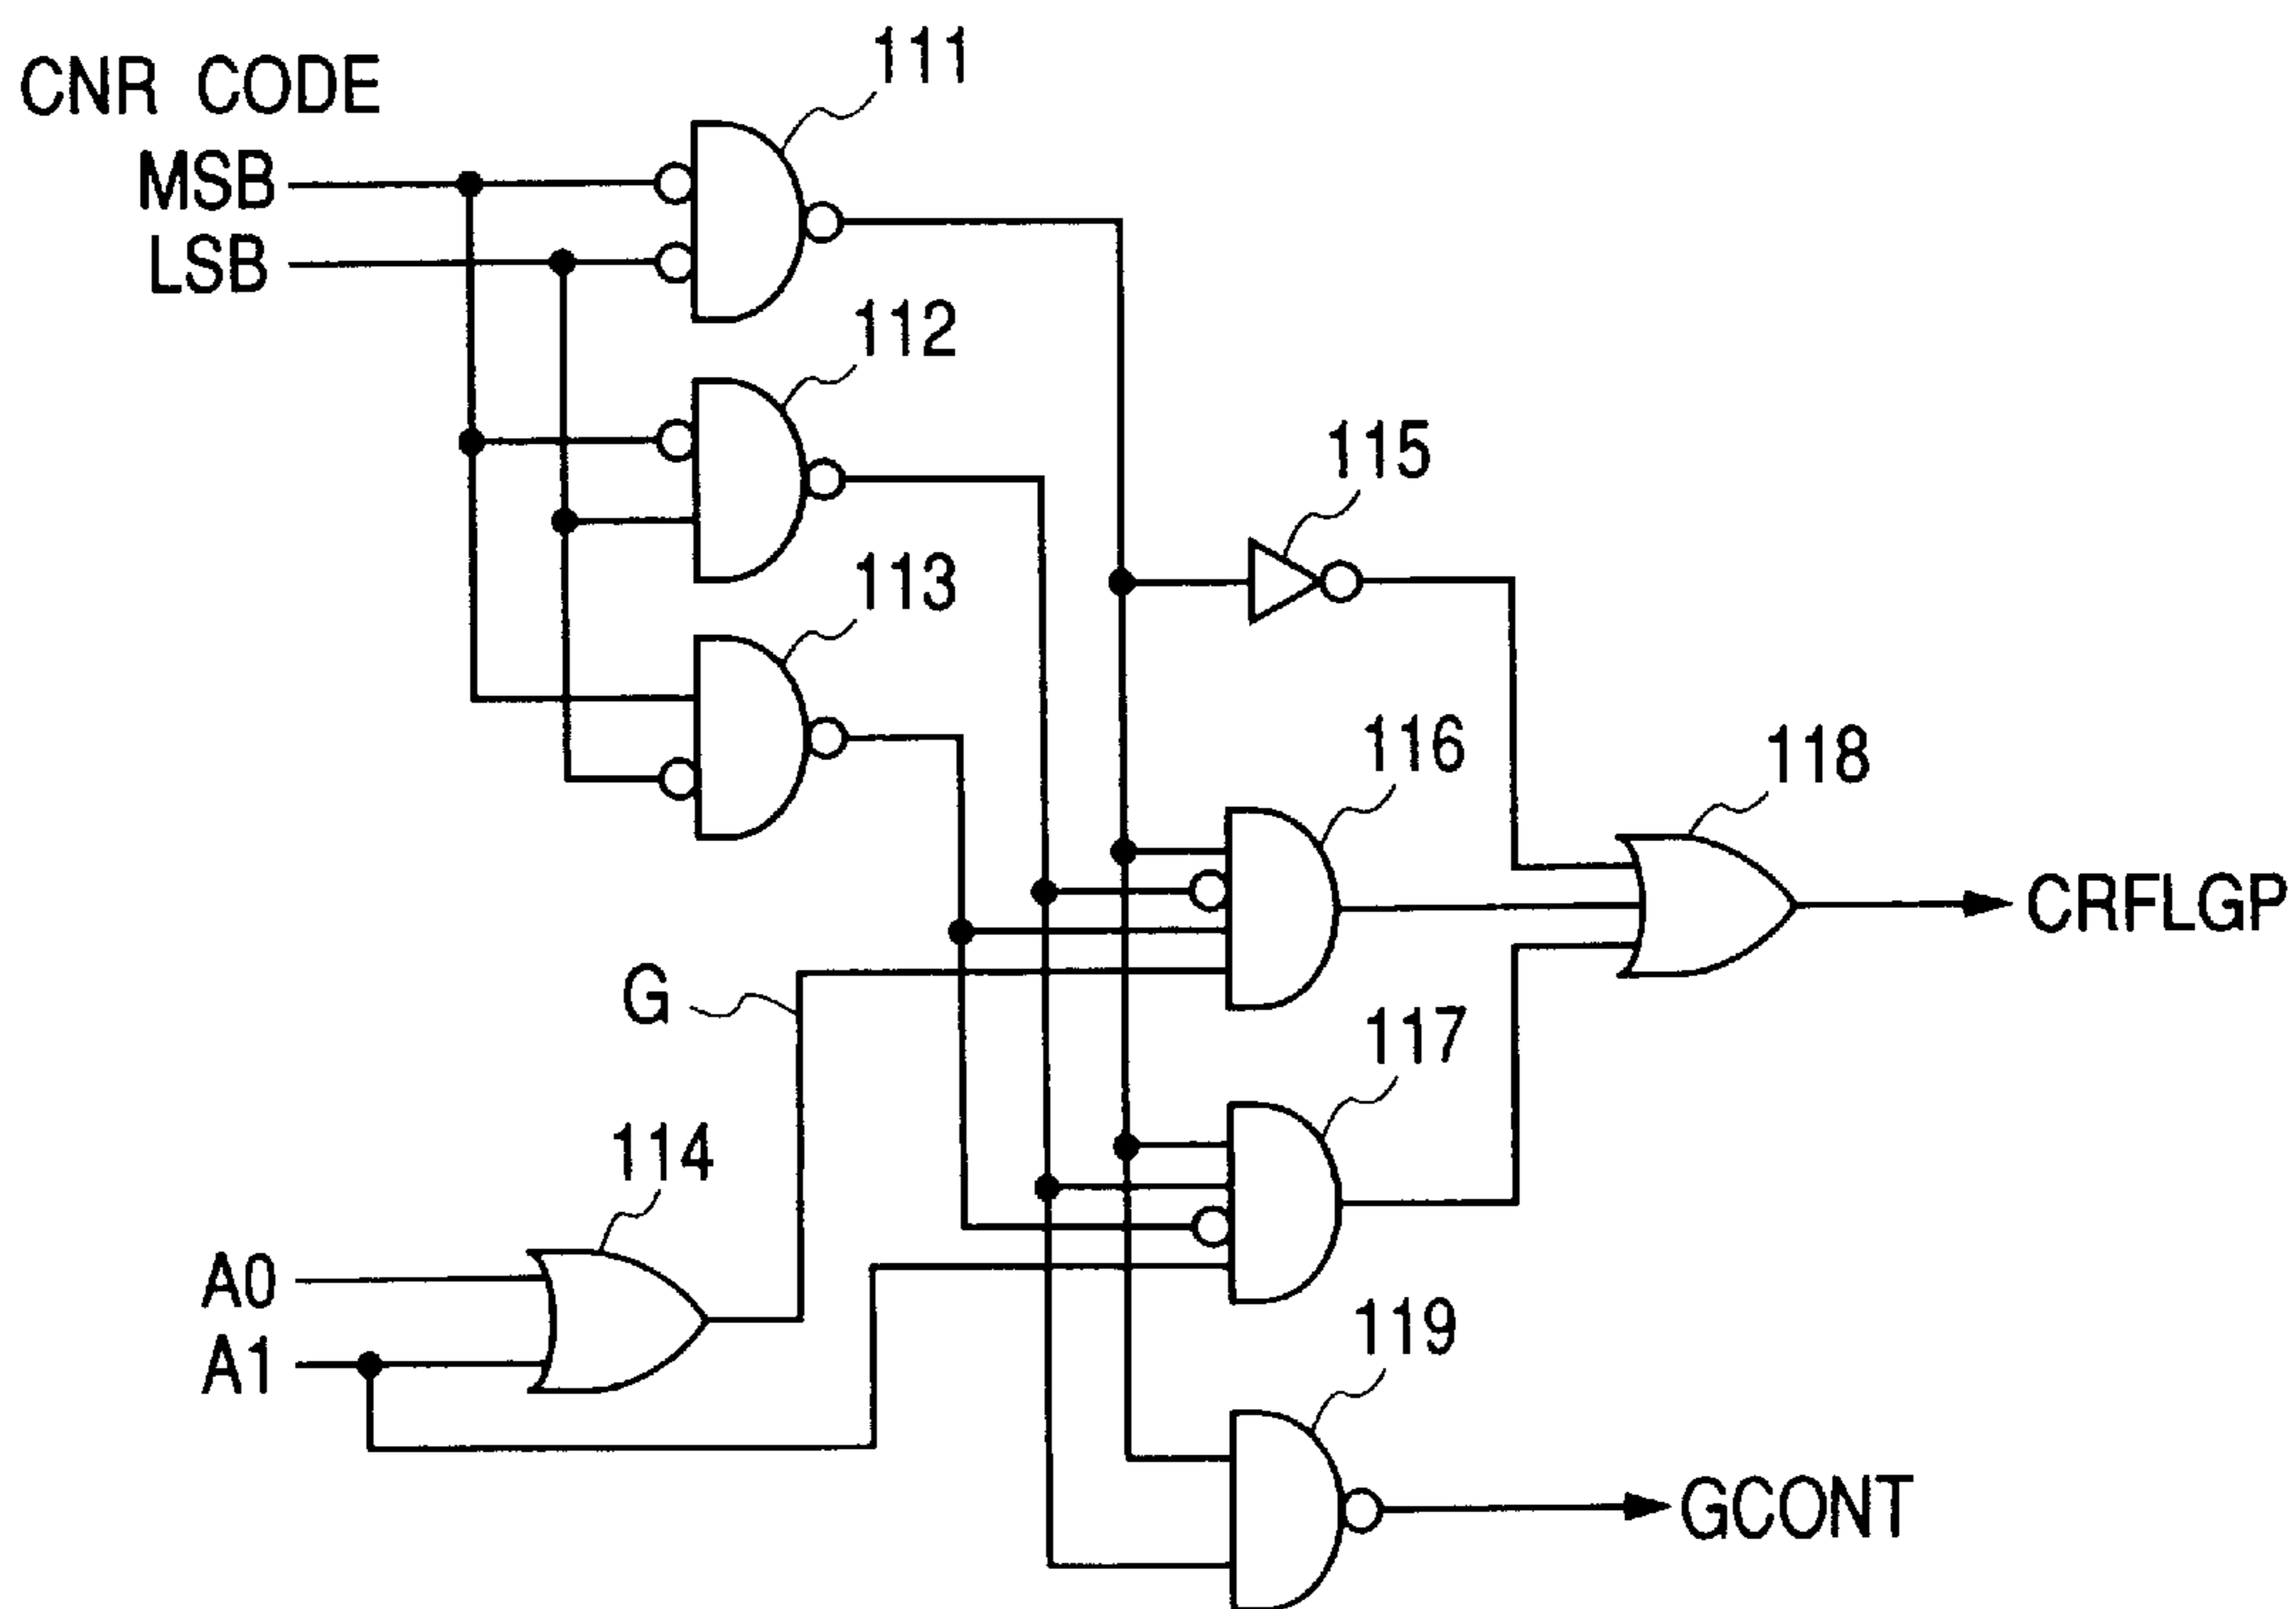 CNR CODE
MSB
LSB
111
112
113
115
116
118
CRFLGP
G
117
114
A0
A1
119
GCONT